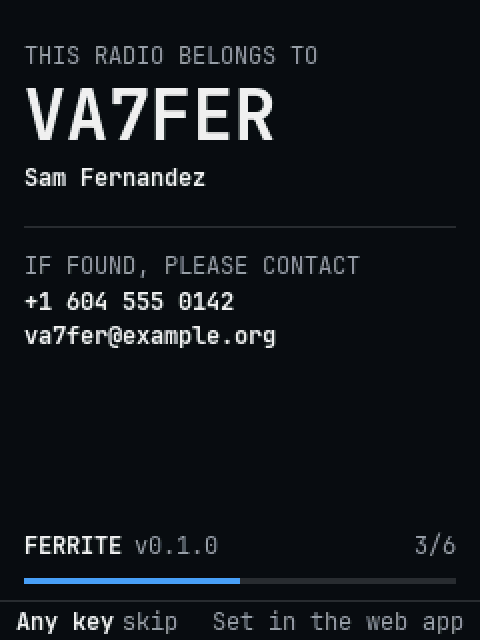 THIS RADIO BELONGS TO
VA7FER
Sam Fernandez
IF FOUND, PLEASE CONTACT
+1 604 555 0142
va7fer@example.org
FERRITE v0.1.0 3/6
Any key skip Set in the web app